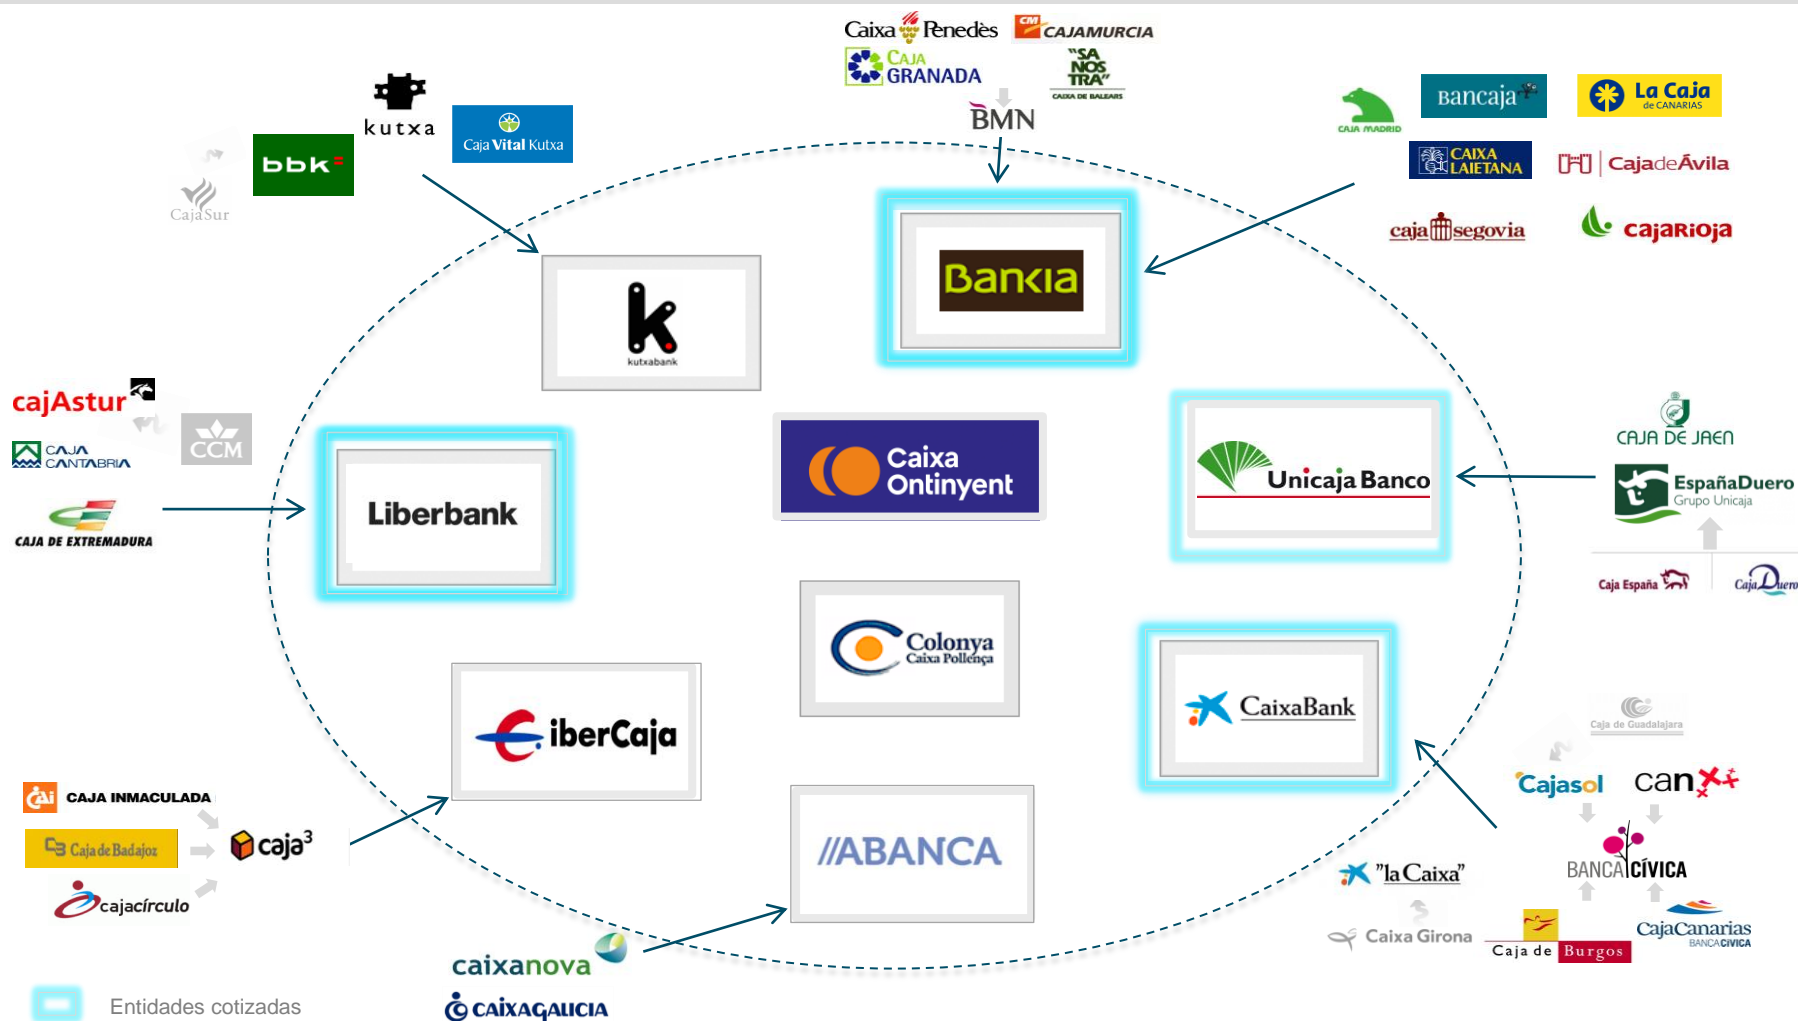 Caixa Penedès
CM CAJAMURCIA
CAJA GRANADA
"SA NOSTRA"
CAIXA DE BALEARS
BMN
kutxa
bbk
Caja Vital Kutxa
CajaSur
CAJA MADRID
Bancaja
La Caja
de CANARIAS
CAIXA LAIETANA
CajadeÁvila
caja segovia
cajaRioja
k
kutxabank
Bankia
cajAstur
CCM
CAJA CANTABRIA
CAJA DE EXTREMADURA
Liberbank
Caixa
Ontinyent
Unicaja Banco
CAJA DE JAEN
EspañaDuero
Grupo Unicaja
Caja España
Caja Duero
Colonya
Caixa Pollença
CaixaBank
iberCaja
//ABANCA
CAi CAJA INMACULADA
Caja de Badajoz
cajacírculo
caja3
caixanova
CAIXAGALICIA
Caja de Guadalajara
Cajasol
can
BANCA CÍVICA
"la Caixa"
Caixa Girona
Caja de Burgos
CajaCanarias
BANCA CÍVICA
Entidades cotizadas